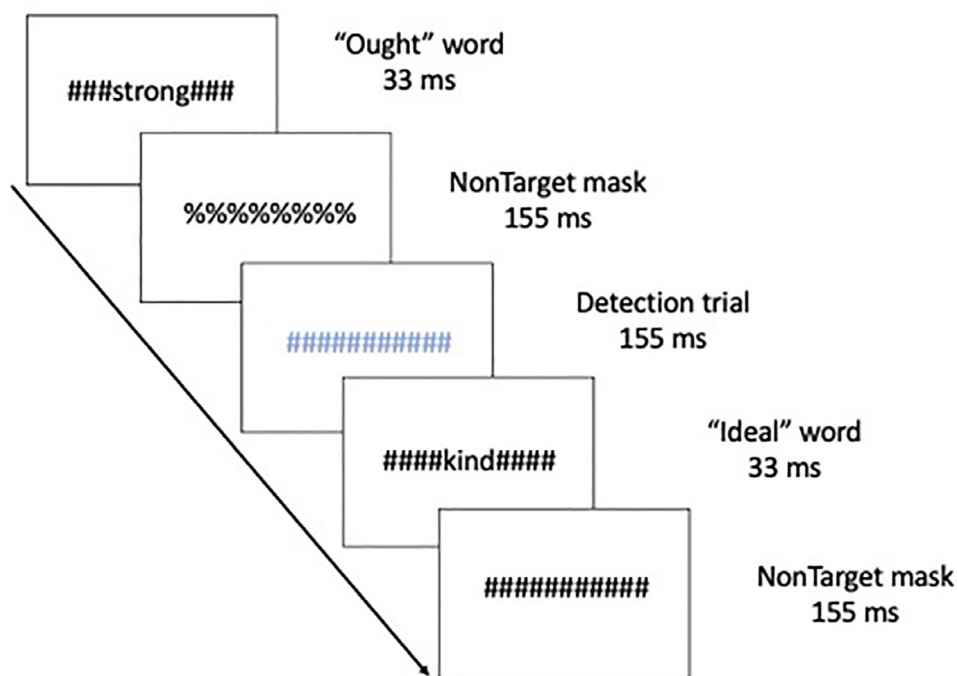 “Ought” word
33 ms
###strong###
NonTarget mask
155 ms
%%%%%%%%
Detection trial
155 ms
###########
“Ideal” word
33 ms
####kind####
NonTarget mask
155 ms
###########